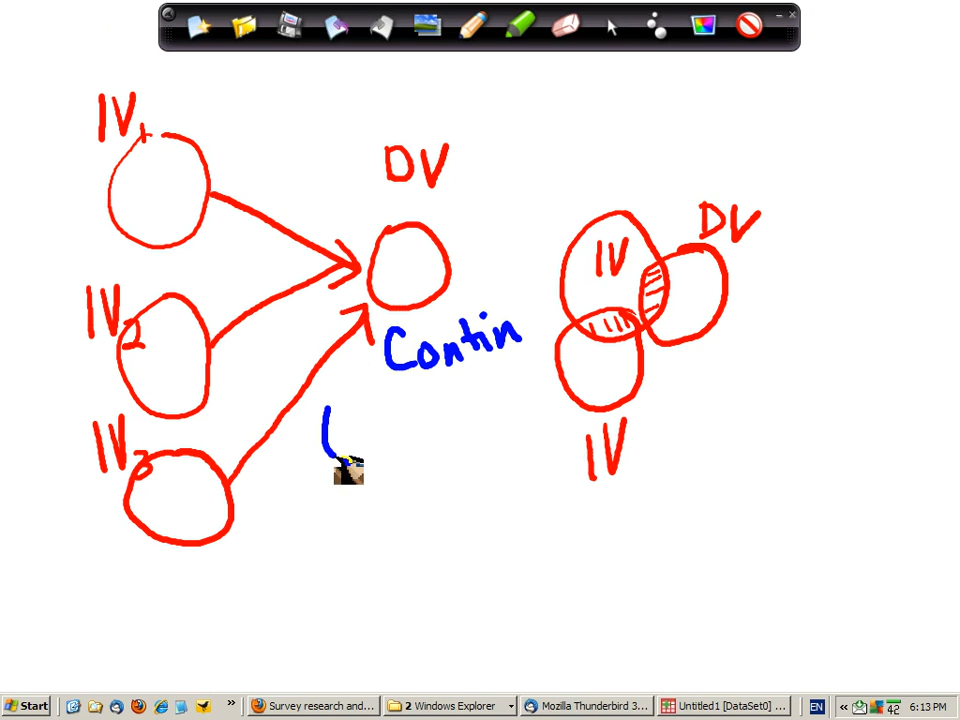 IV1
DV
DV
IV
IV2
Contin
IV3
IV
Start
Survey research and...
2 Windows Explorer
Mozilla Thunderbird 3...
Untitled1 [DataSet0] ...
EN
42
6:13 PM